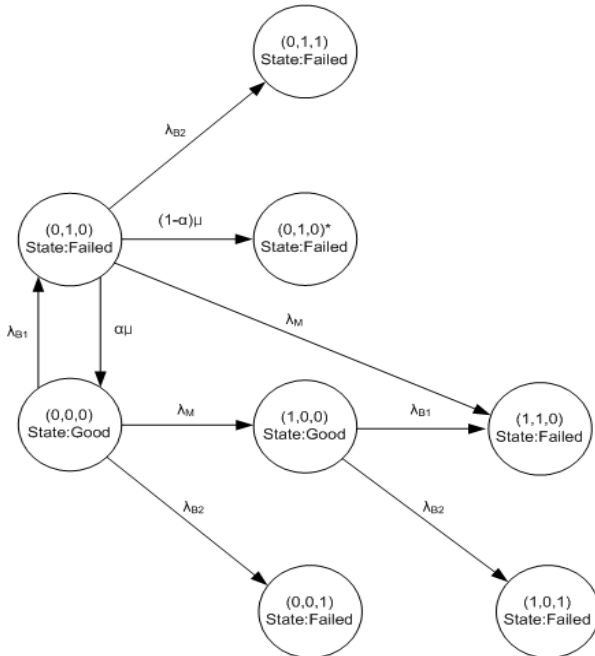 (0,1,1)
State:Failed
λB2
(0,1,0)
State:Failed
(1-α)μ
(0,1,0)*
State:Failed
λM
λB1
αμ
(0,0,0)
State:Good
λM
(1,0,0)
State:Good
λB1
(1,1,0)
State:Failed
λB2
λB2
(0,0,1)
State:Failed
(1,0,1)
State:Failed